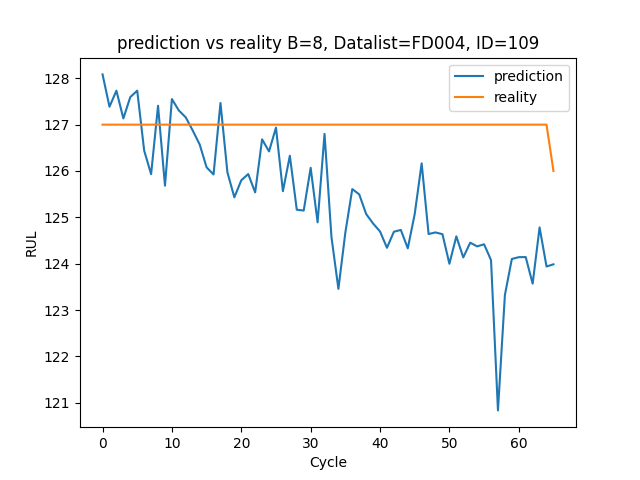 prediction vs reality B=8, Datalist=FD004, ID=109
prediction
reality
128
127
126
125
124
123
122
121
RUL
0 10 20 30 40 50 60
Cycle